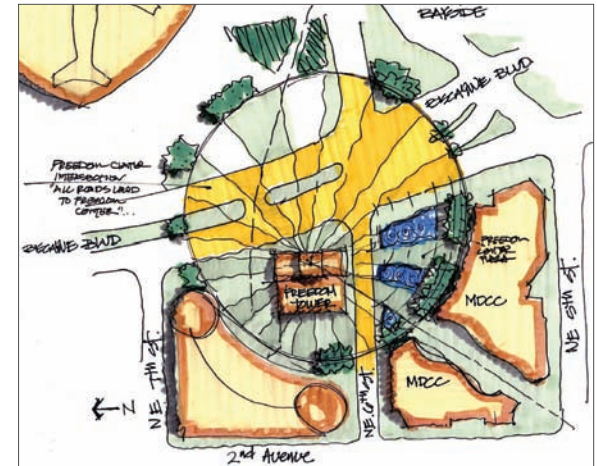 BAYSIDE
BISCAYNE BLVD
FREEDOM CENTER
INTERSECTION
"ALL ROADS LEAD
TO FREEDOM
CENTER"...
BISCAYNE BLVD
FREEDOM
TOWER
FREEDOM
CENTER
PLAZA
MDCC
MDCC
N
NE 7TH ST.
NE 6TH ST.
NE 5TH ST.
2nd Avenue